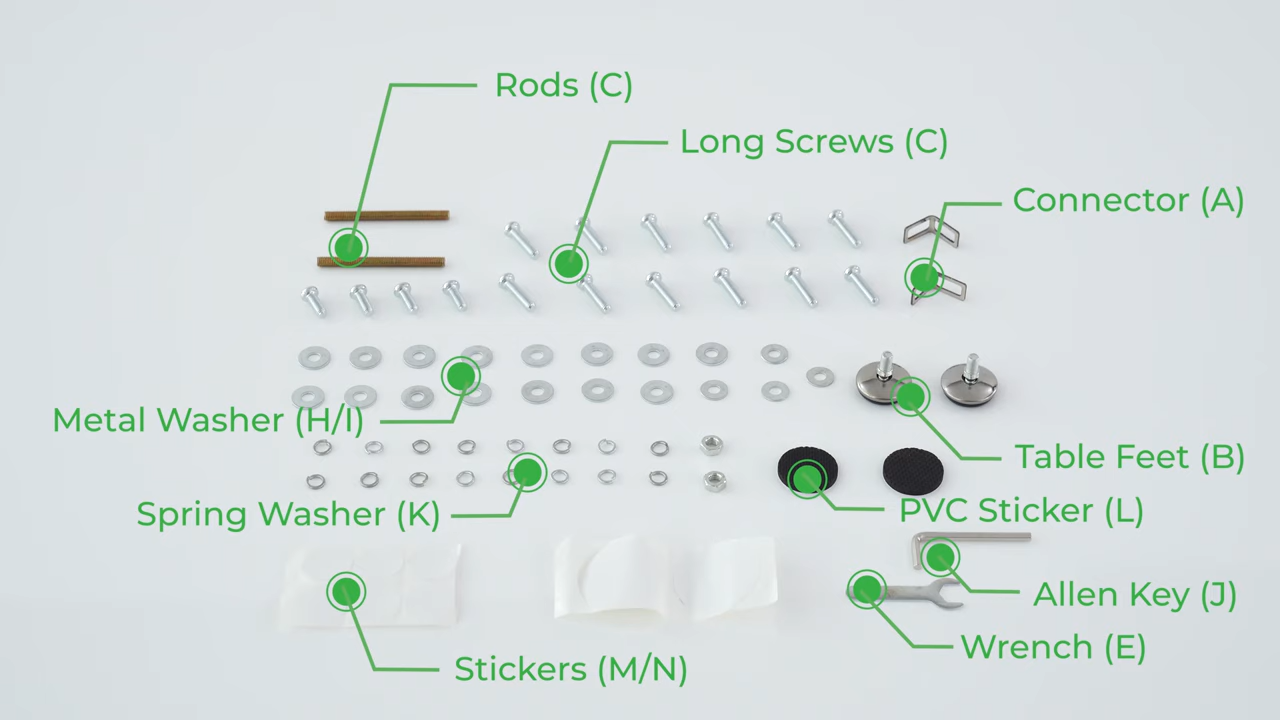 Rods (C)
Long Screws (C)
Connector (A)
Metal Washer (H/I)
Table Feet (B)
Spring Washer (K)
PVC Sticker (L)
Allen Key (J)
Wrench (E)
Stickers (M/N)